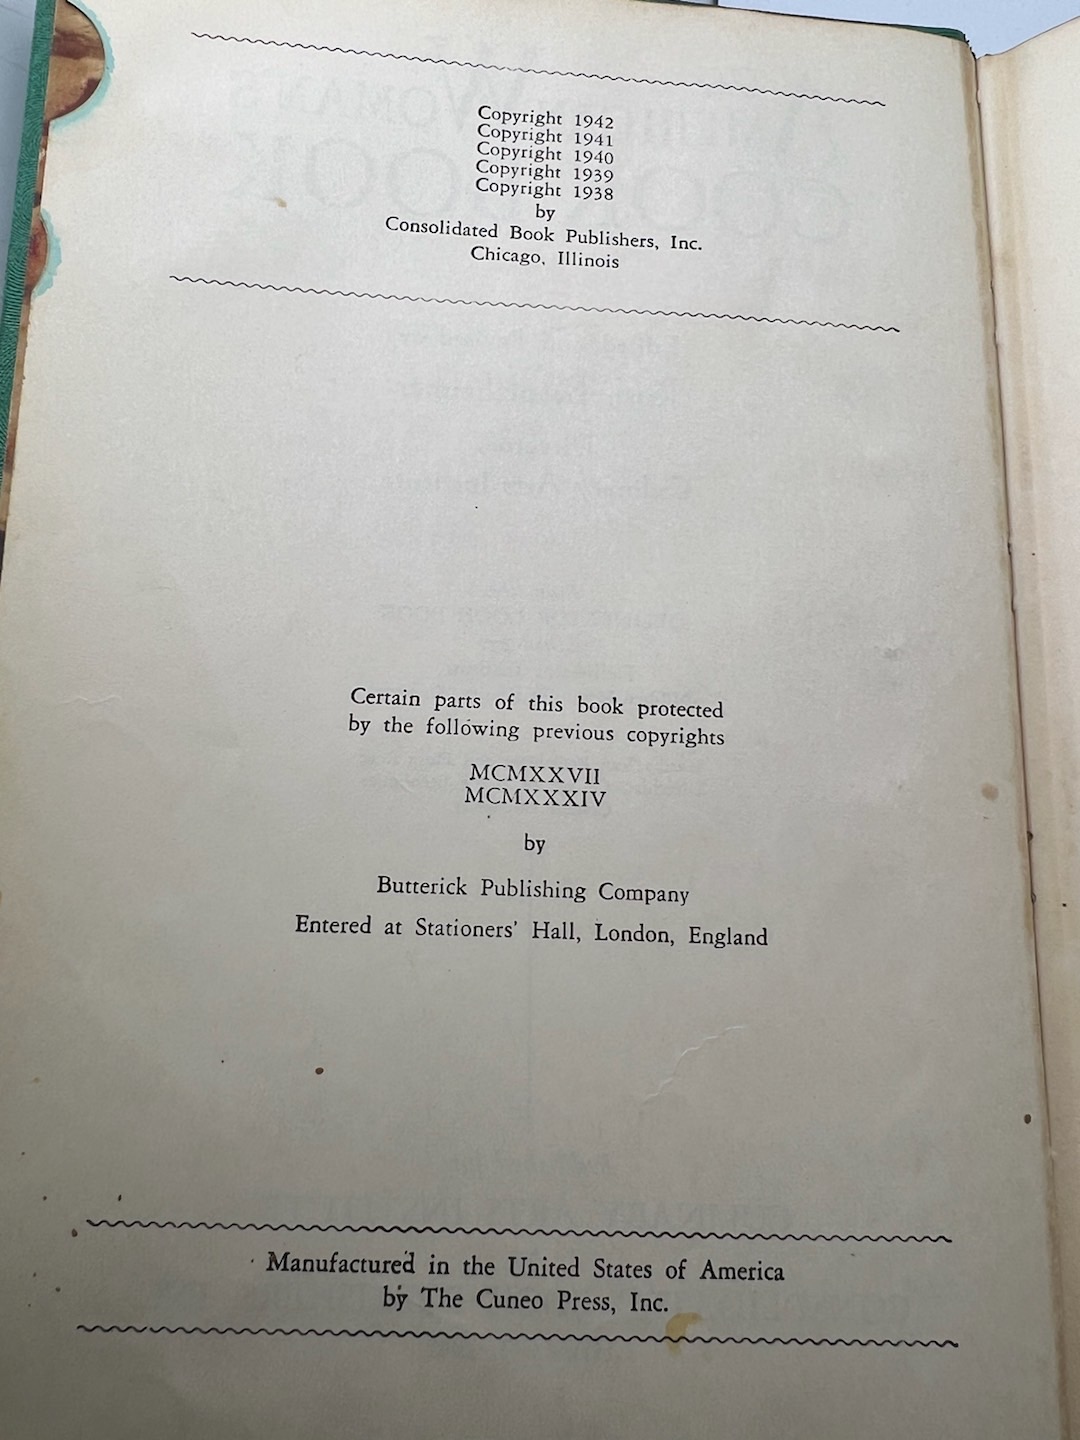 Copyright 1942
Copyright 1941
Copyright 1940
Copyright 1939
Copyright 1938
by
Consolidated Book Publishers, Inc.
Chicago, Illinois
Certain parts of this book protected
by the following previous copyrights
MCMXXVII
MCMXXXIV
by
Butterick Publishing Company
Entered at Stationers' Hall, London, England
Manufactured in the United States of America
by The Cuneo Press, Inc.